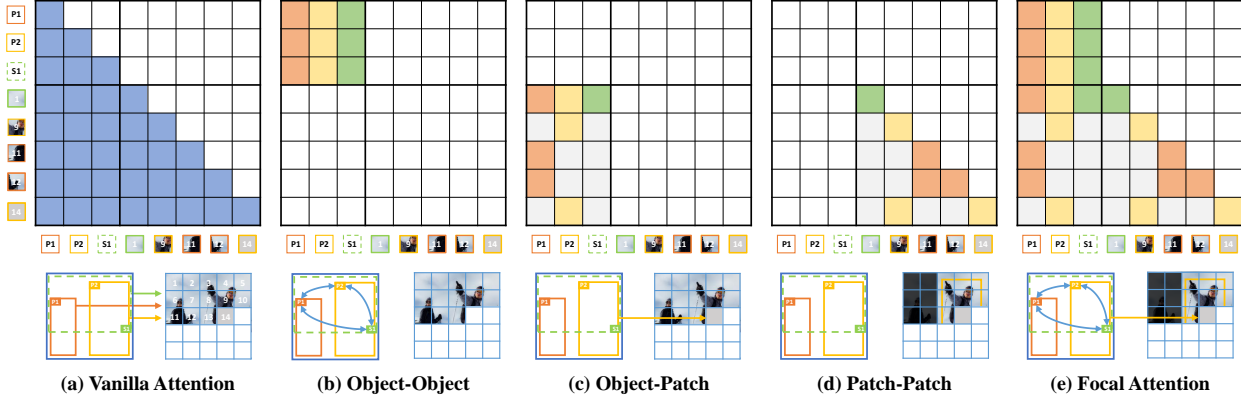 P1
P2
S1
1
9
11
12
14
P1 P2 S1 1 9 11 12 14
P1 P2 S1 1 9 11 12 14
P1 P2 S1 1 9 11 12 14
P1 P2 S1 1 9 11 12 14
P1 P2 S1 1 9 11 12 14
P2 1 2 3 4 5
P1 6 7 8 9 10
S1 11 12 13 14
P2
P1
S1
P2
P1
S1
P2
P1
S1
P2
P1
S1
(a) Vanilla Attention (b) Object-Object (c) Object-Patch (d) Patch-Patch (e) Focal Attention